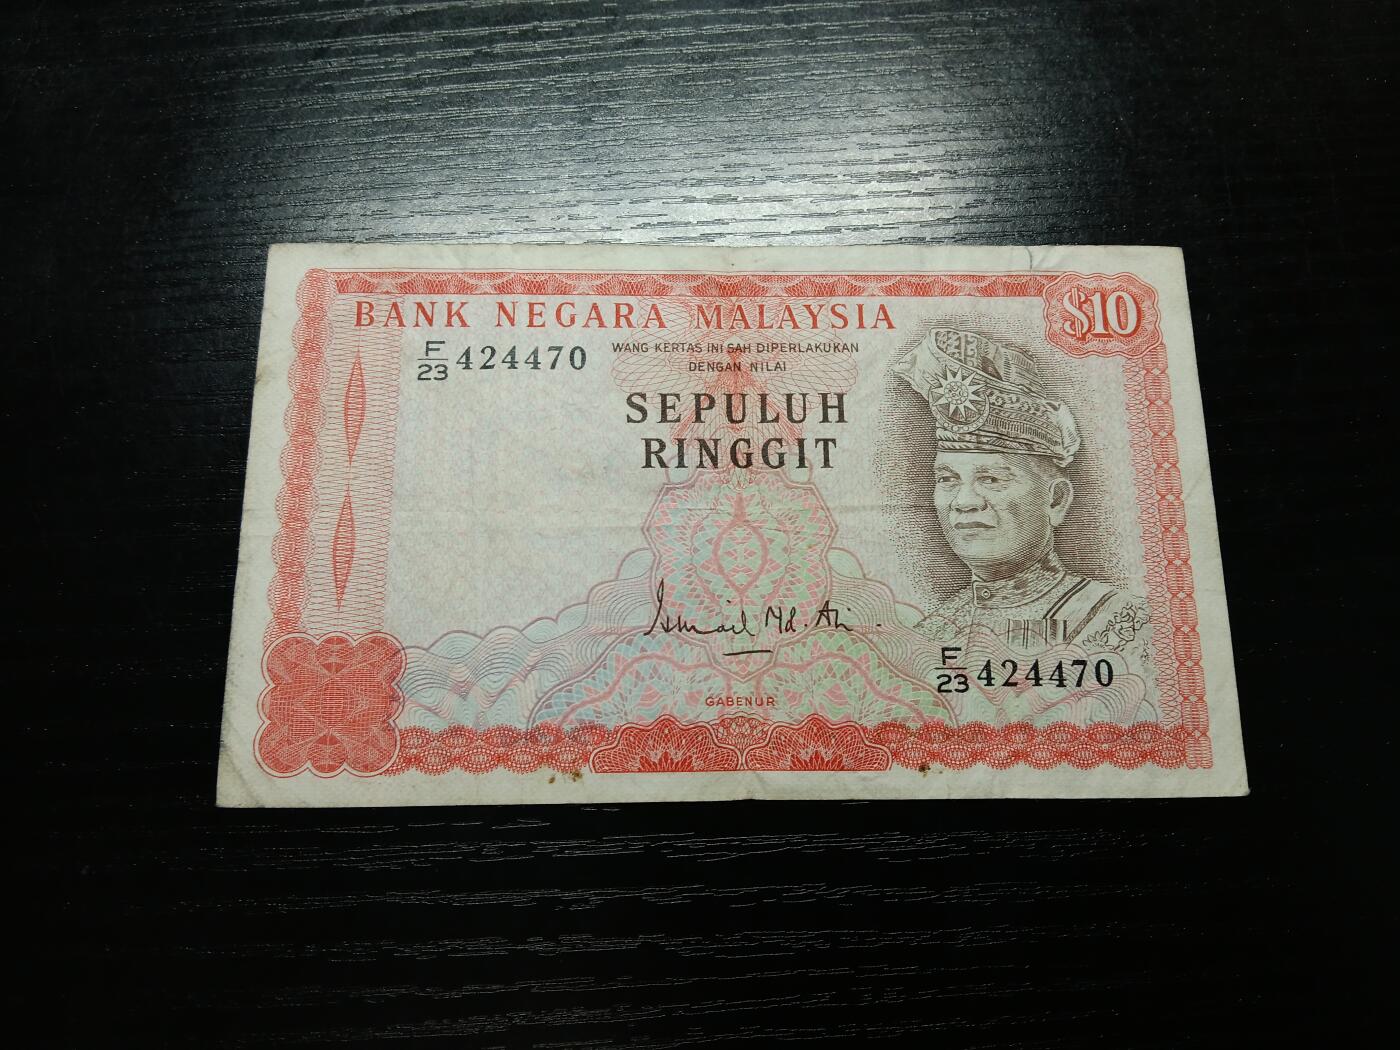 BANK NEGARA MALAYSIA
$10
F/23 424470
WANG KERTAS INI SAH DIPERLAKUKAN
DENGAN NILAI
SEPULUH
RINGGIT
Ismail Md. Ali
GABENUR
F/23 424470